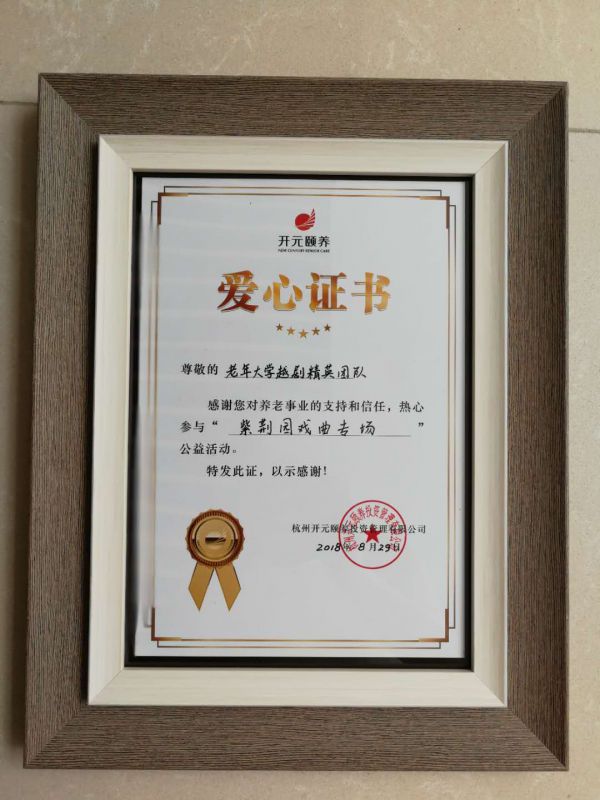 开元颐养
NEW CENTURY SENIOR CARE
爱心证书
尊敬的 老年大学越剧精英团队
感谢您对养老事业的支持和信任，热心
参与“ 紫荆园戏曲专场 ”
公益活动。
特发此证，以示感谢！
杭州开元颐养投资管理有限公司
2018年8月29日